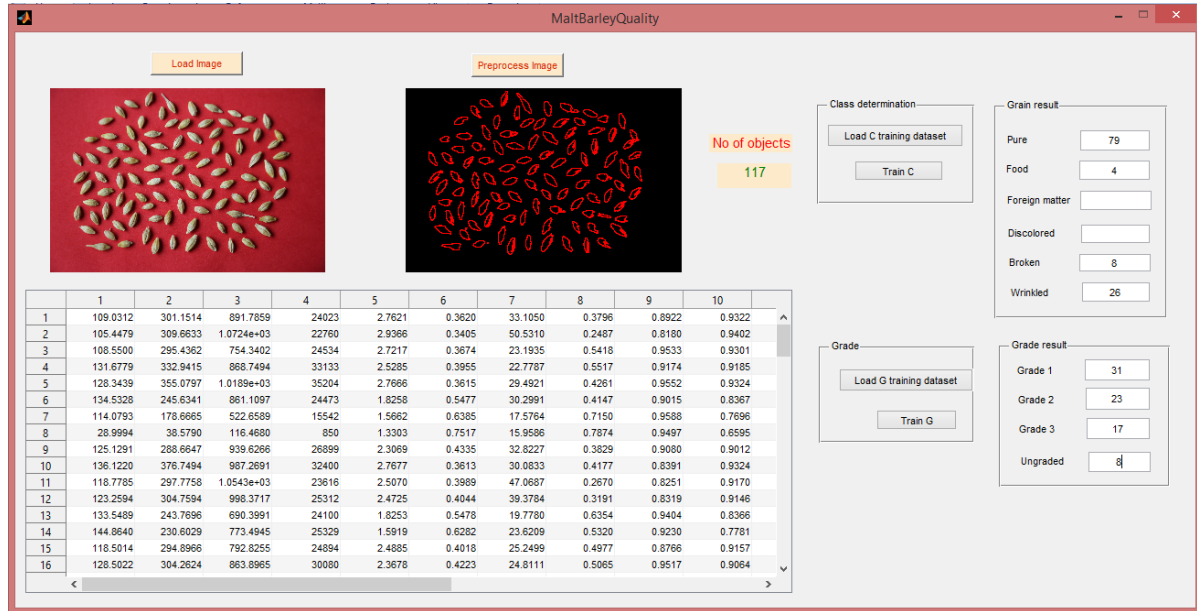 MaltBarleyQuality
Load Image
Preprocess Image
No of objects
117
Class determination
Load C training dataset
Train C
Grain result
Pure 79
Food 4
Foreign matter
Discolored
Broken 8
Wrinkled 26
1 2 3 4 5 6 7 8 9 10
1 109.0312 301.1514 891.7859 24023 2.7621 0.3620 33.1050 0.3796 0.8922 0.9322
2 105.4479 309.6633 1.0724e+03 22760 2.9366 0.3405 50.5310 0.2487 0.8180 0.9402
3 108.5500 295.4362 754.3402 24534 2.7217 0.3674 23.1935 0.5418 0.9533 0.9301
4 131.6779 332.9415 868.7494 33133 2.5285 0.3955 22.7787 0.5517 0.9174 0.9185
5 128.3439 355.0797 1.0189e+03 35204 2.7666 0.3615 29.4921 0.4261 0.9552 0.9324
6 134.5328 245.6341 861.1097 24473 1.8258 0.5477 30.2991 0.4147 0.9015 0.8367
7 114.0793 178.6665 522.6589 15542 1.5662 0.6385 17.5764 0.7150 0.9588 0.7696
8 28.9994 38.5790 116.4680 850 1.3303 0.7517 15.9586 0.7874 0.9497 0.6595
9 125.1291 288.6647 939.6266 26899 2.3069 0.4335 32.8227 0.3829 0.9080 0.9012
10 136.1220 376.7494 987.2691 32400 2.7677 0.3613 30.0833 0.4177 0.8391 0.9324
11 118.7785 297.7758 1.0543e+03 23616 2.5070 0.3989 47.0687 0.2670 0.8251 0.9170
12 123.2594 304.7594 998.3717 25312 2.4725 0.4044 39.3784 0.3191 0.8319 0.9146
13 133.5489 243.7696 690.3991 24100 1.8253 0.5478 19.7780 0.6354 0.9404 0.8366
14 144.8640 230.6029 773.4945 25329 1.5919 0.6282 23.6209 0.5320 0.9230 0.7781
15 118.5014 294.8966 792.8255 24894 2.4885 0.4018 25.2499 0.4977 0.8766 0.9157
16 128.5022 304.2624 863.8965 30080 2.3678 0.4223 24.8111 0.5065 0.9517 0.9064
Grade
Load G training dataset
Train G
Grade result
Grade 1 31
Grade 2 23
Grade 3 17
Ungraded 8